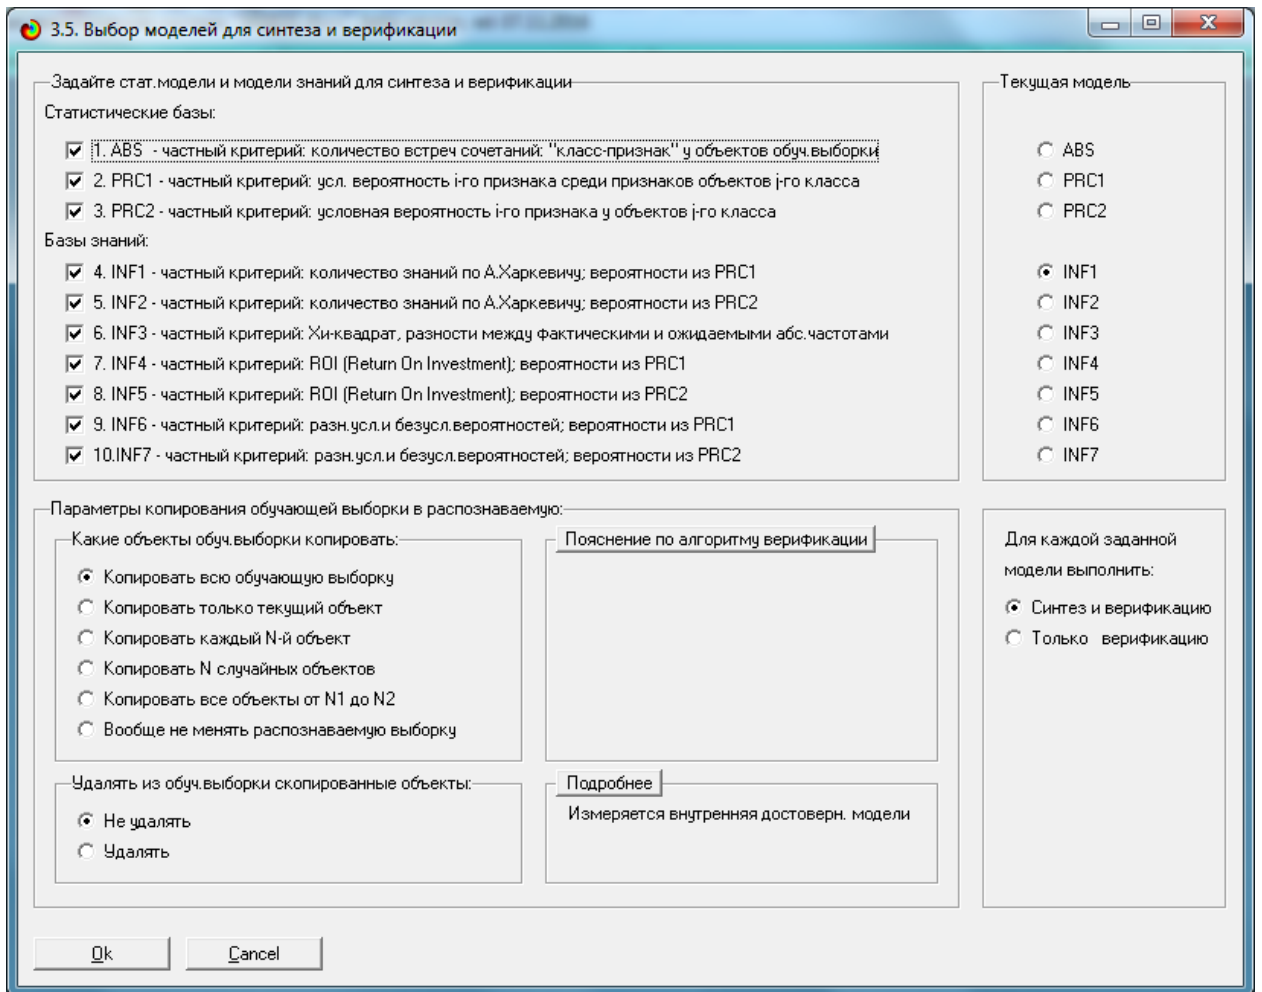 3.5. Выбор моделей для синтеза и верификации
Задайте стат.модели и модели знаний для синтеза и верификации
Статистические базы:
1. ABS - частный критерий: количество встреч сочетаний: "класс-признак" у объектов обуч.выборки
2. PRC1 - частный критерий: усл. вероятность i-го признака среди признаков объектов j-го класса
3. PRC2 - частный критерий: условная вероятность i-го признака у объектов j-го класса
Базы знаний:
4. INF1 - частный критерий: количество знаний по А.Харкевичу; вероятности из PRC1
5. INF2 - частный критерий: количество знаний по А.Харкевичу; вероятности из PRC2
6. INF3 - частный критерий: Хи-квадрат, разности между фактическими и ожидаемыми абс.частотами
7. INF4 - частный критерий: ROI (Return On Investment); вероятности из PRC1
8. INF5 - частный критерий: ROI (Return On Investment); вероятности из PRC2
9. INF6 - частный критерий: разн.усл.и безусл.вероятностей; вероятности из PRC1
10.INF7 - частный критерий: разн.усл.и безусл.вероятностей; вероятности из PRC2
Текущая модель
ABS
PRC1
PRC2
INF1
INF2
INF3
INF4
INF5
INF6
INF7
Параметры копирования обучающей выборки в распознаваемую:
Какие объекты обуч.выборки копировать:
Копировать всю обучающую выборку
Копировать только текущий объект
Копировать каждый N-й объект
Копировать N случайных объектов
Копировать все объекты от N1 до N2
Вообще не менять распознаваемую выборку
Пояснение по алгоритму верификации
Удалять из обуч.выборки скопированные объекты:
Не удалять
Удалять
Подробнее
Измеряется внутренняя достоверн. модели
Для каждой заданной
модели выполнить:
Синтез и верификацию
Только верификацию
Ok
Cancel